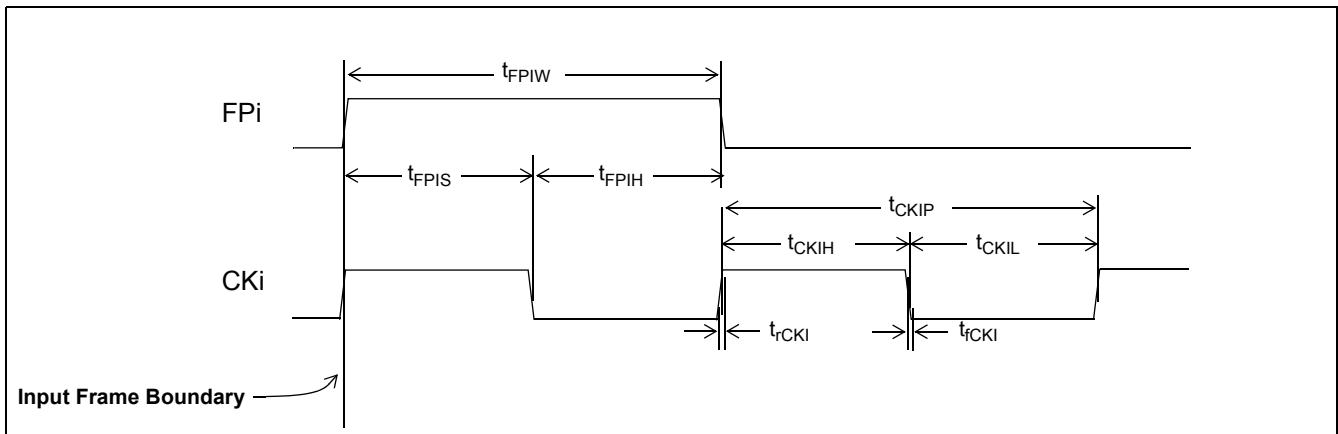 tFPIW
FPi
tFPIS
tFPIH
tCKIP
tCKIH
tCKIL
CKi
trCKI
tfCKI
Input Frame Boundary